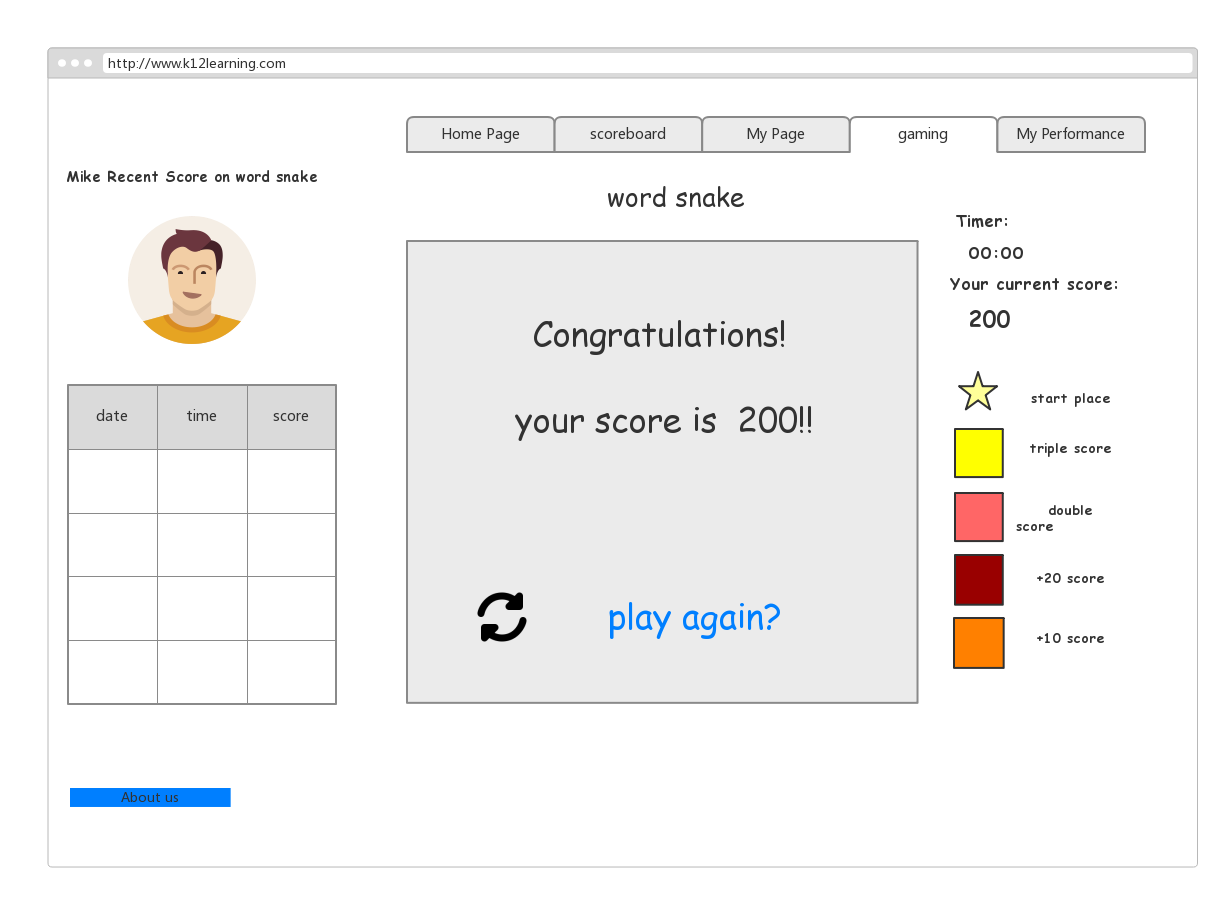 http://www.k12learning.com
Home Page
scoreboard
My Page
gaming
My Performance
Mike Recent Score on word snake
word snake
Timer:
00:00
Your current score:
200
Congratulations!
your score is 200!!
play again?
date
time
score
start place
triple score
double
score
+20 score
+10 score
About us